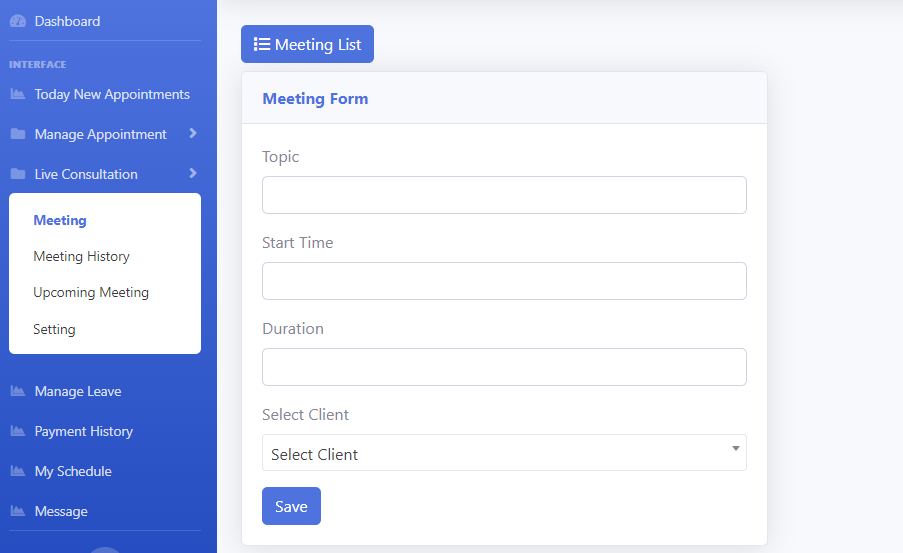 Dashboard
INTERFACE
Today New Appointments
Manage Appointment
Live Consultation
Meeting
Meeting History
Upcoming Meeting
Setting
Manage Leave
Payment History
My Schedule
Message
Meeting List
Meeting Form
Topic
Start Time
Duration
Select Client
Select Client
Save